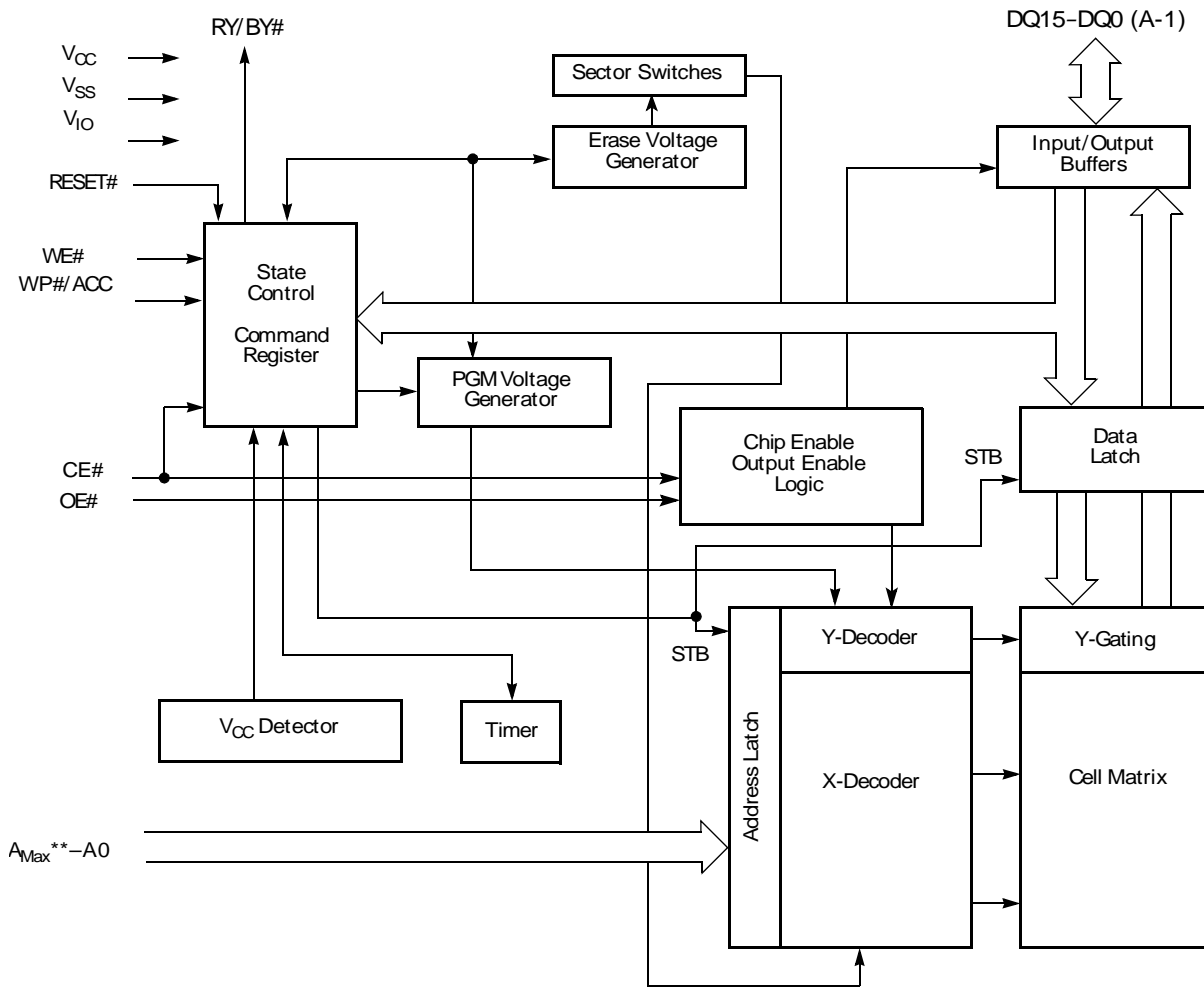 RY/BY#
DQ15–DQ0 (A-1)
VCC
VSS
VIO
Sector Switches
Erase Voltage
Generator
Input/Output
Buffers
RESET#
WE#
WP#/ACC
State
Control
Command
Register
PGM Voltage
Generator
Chip Enable
Output Enable
Logic
STB
Data
Latch
CE#
OE#
STB
Y-Decoder
Y-Gating
VCC Detector
Timer
Address Latch
X-Decoder
Cell Matrix
AMax**–A0